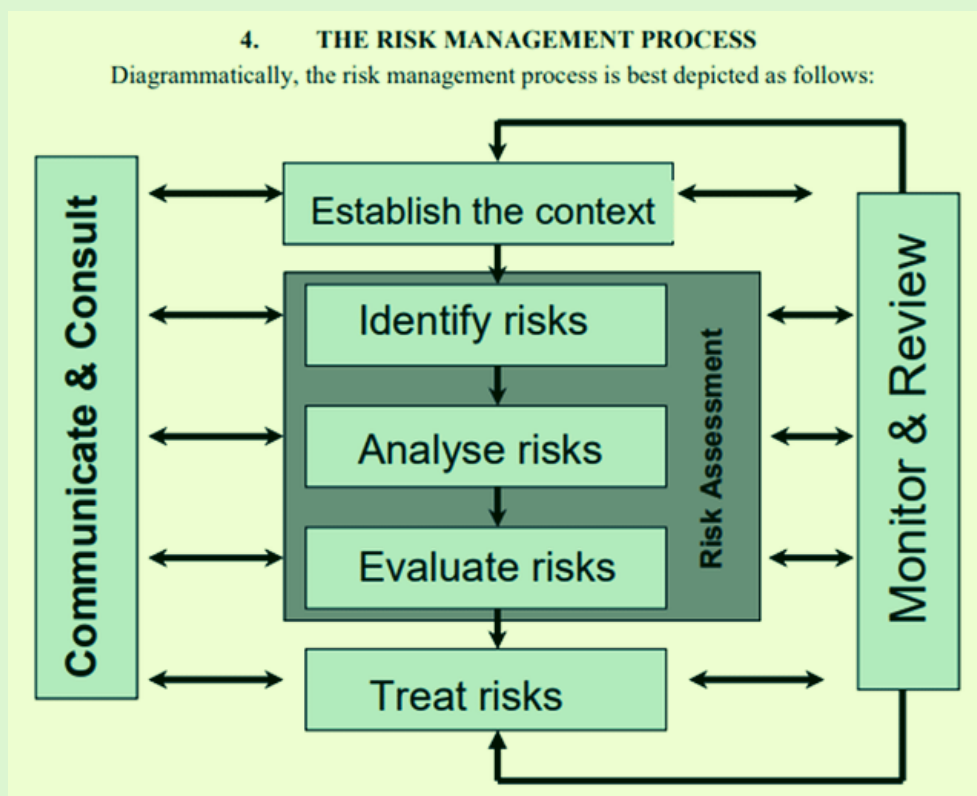 4. THE RISK MANAGEMENT PROCESS
Diagrammatically, the risk management process is best depicted as follows:
Communicate & Consult
Establish the context
Identify risks
Analyse risks
Evaluate risks
Risk Assessment
Treat risks
Monitor & Review